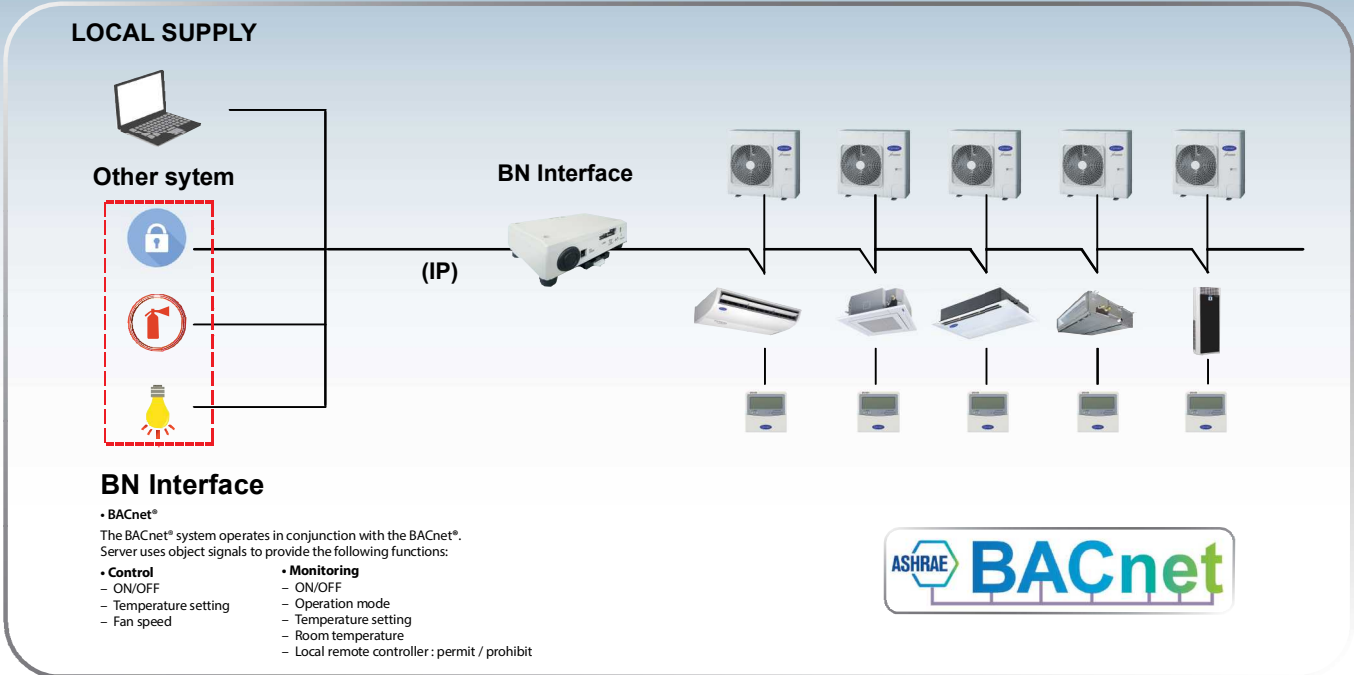 LOCAL SUPPLY
Other sytem
BN Interface
(IP)
BN Interface
• BACnet®
The BACnet® system operates in conjunction with the BACnet®.
Server uses object signals to provide the following functions:
• Control
– ON/OFF
– Temperature setting
– Fan speed
• Monitoring
– ON/OFF
– Operation mode
– Temperature setting
– Room temperature
– Local remote controller : permit / prohibit
ASHRAE BACnet